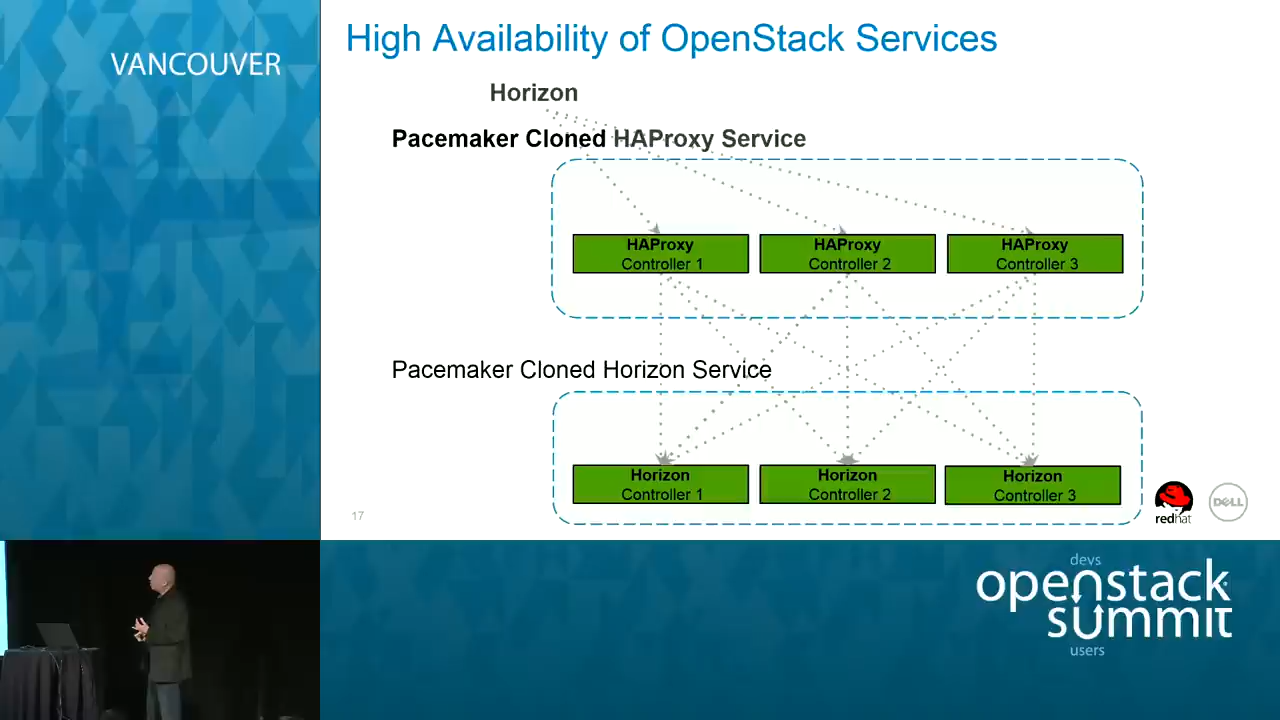 VANCOUVER
High Availability of OpenStack Services
Horizon
Pacemaker Cloned HAProxy Service
HAProxy
Controller 1
HAProxy
Controller 2
HAProxy
Controller 3
Pacemaker Cloned Horizon Service
Horizon
Controller 1
Horizon
Controller 2
Horizon
Controller 3
17
redhat
DELL
devs
openstack
summit
users